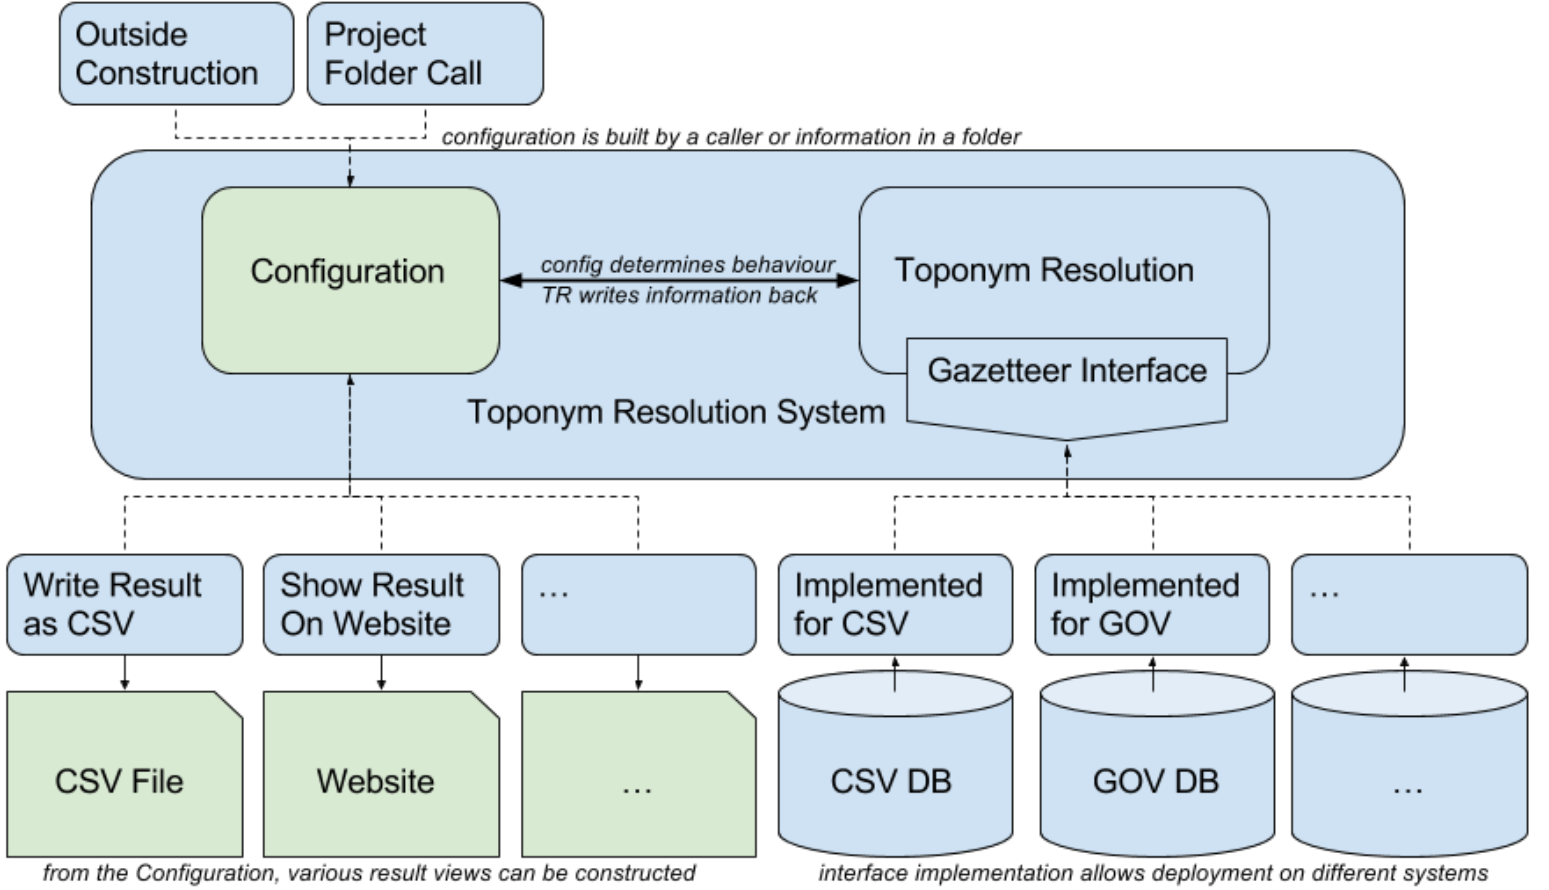 Outside
Construction
Project
Folder Call
configuration is built by a caller or information in a folder
Configuration
config determines behaviour
TR writes information back
Toponym Resolution
Gazetteer Interface
Toponym Resolution System
Write Result
as CSV
Show Result
On Website
...
Implemented
for CSV
Implemented
for GOV
...
CSV File
Website
...
CSV DB
GOV DB
...
from the Configuration, various result views can be constructed
interface implementation allows deployment on different systems